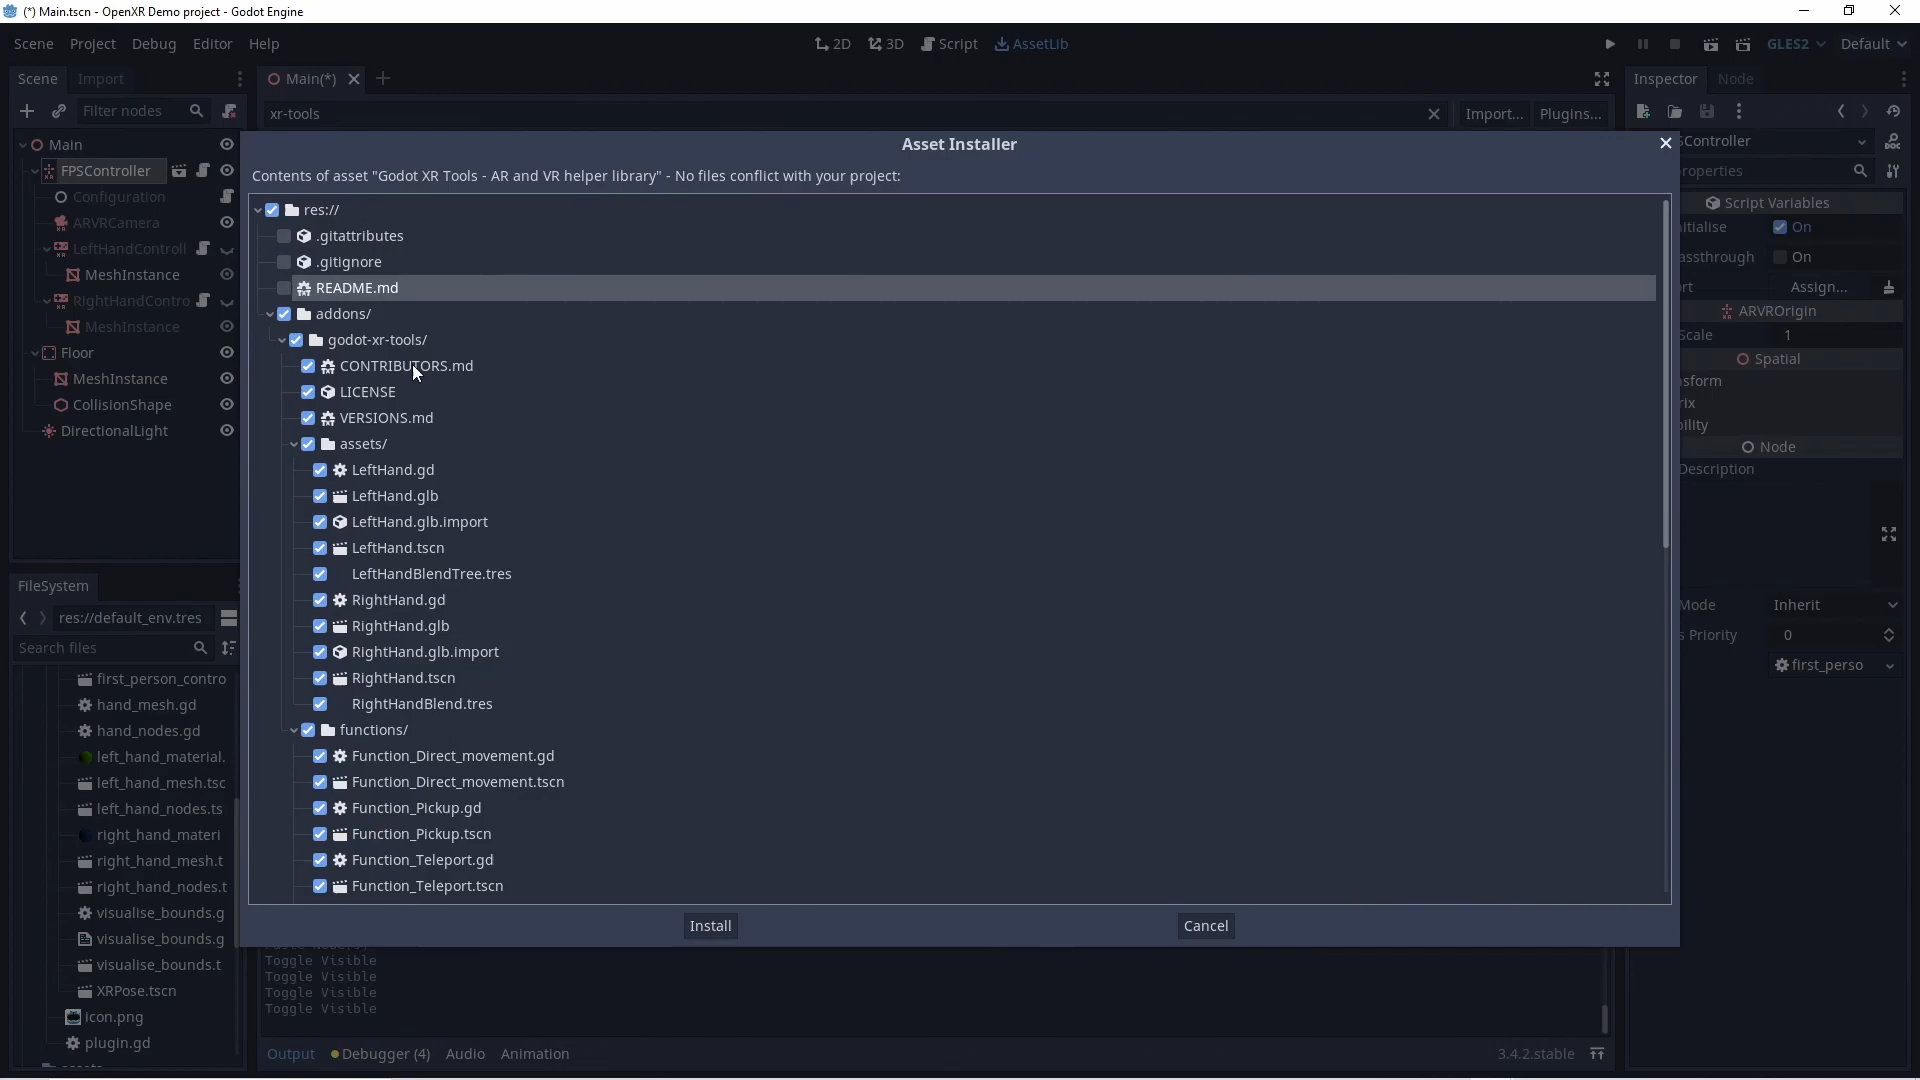 (*) Main.tscn - OpenXR Demo project - Godot Engine
Scene Project Debug Editor Help
2D 3D Script AssetLib
GLES2 Default
Scene Import
Main(*)
Inspector Node
Filter nodes
xr-tools
Import... Plugins...
Main
FPSController
Configuration
ARVRCamera
LeftHandControll
MeshInstance
RightHandContro
MeshInstance
Floor
MeshInstance
CollisionShape
DirectionalLight
Asset Installer
Contents of asset "Godot XR Tools - AR and VR helper library" - No files conflict with your project:
res://
.gitattributes
.gitignore
README.md
addons/
godot-xr-tools/
CONTRIBUTORS.md
LICENSE
VERSIONS.md
assets/
LeftHand.gd
LeftHand.glb
LeftHand.glb.import
LeftHand.tscn
LeftHandBlendTree.tres
RightHand.gd
RightHand.glb
RightHand.glb.import
RightHand.tscn
RightHandBlend.tres
functions/
Function_Direct_movement.gd
Function_Direct_movement.tscn
Function_Pickup.gd
Function_Pickup.tscn
Function_Teleport.gd
Function_Teleport.tscn
Install Cancel
SController
roperties
Script Variables
nitialise On
assthrough On
rt Assign...
ARVROrigin
Scale 1
Spatial
sform
rix
bility
Node
Description
Mode Inherit
s Priority 0
first_perso
FileSystem
res://default_env.tres
Search files
first_person_contro
hand_mesh.gd
hand_nodes.gd
left_hand_material.
left_hand_mesh.tsc
left_hand_nodes.ts
right_hand_materi
right_hand_mesh.t
right_hand_nodes.t
visualise_bounds.g
visualise_bounds.g
visualise_bounds.t
XRPose.tscn
icon.png
plugin.gd
Toggle Visible
Toggle Visible
Toggle Visible
Toggle Visible
Output Debugger (4) Audio Animation
3.4.2.stable